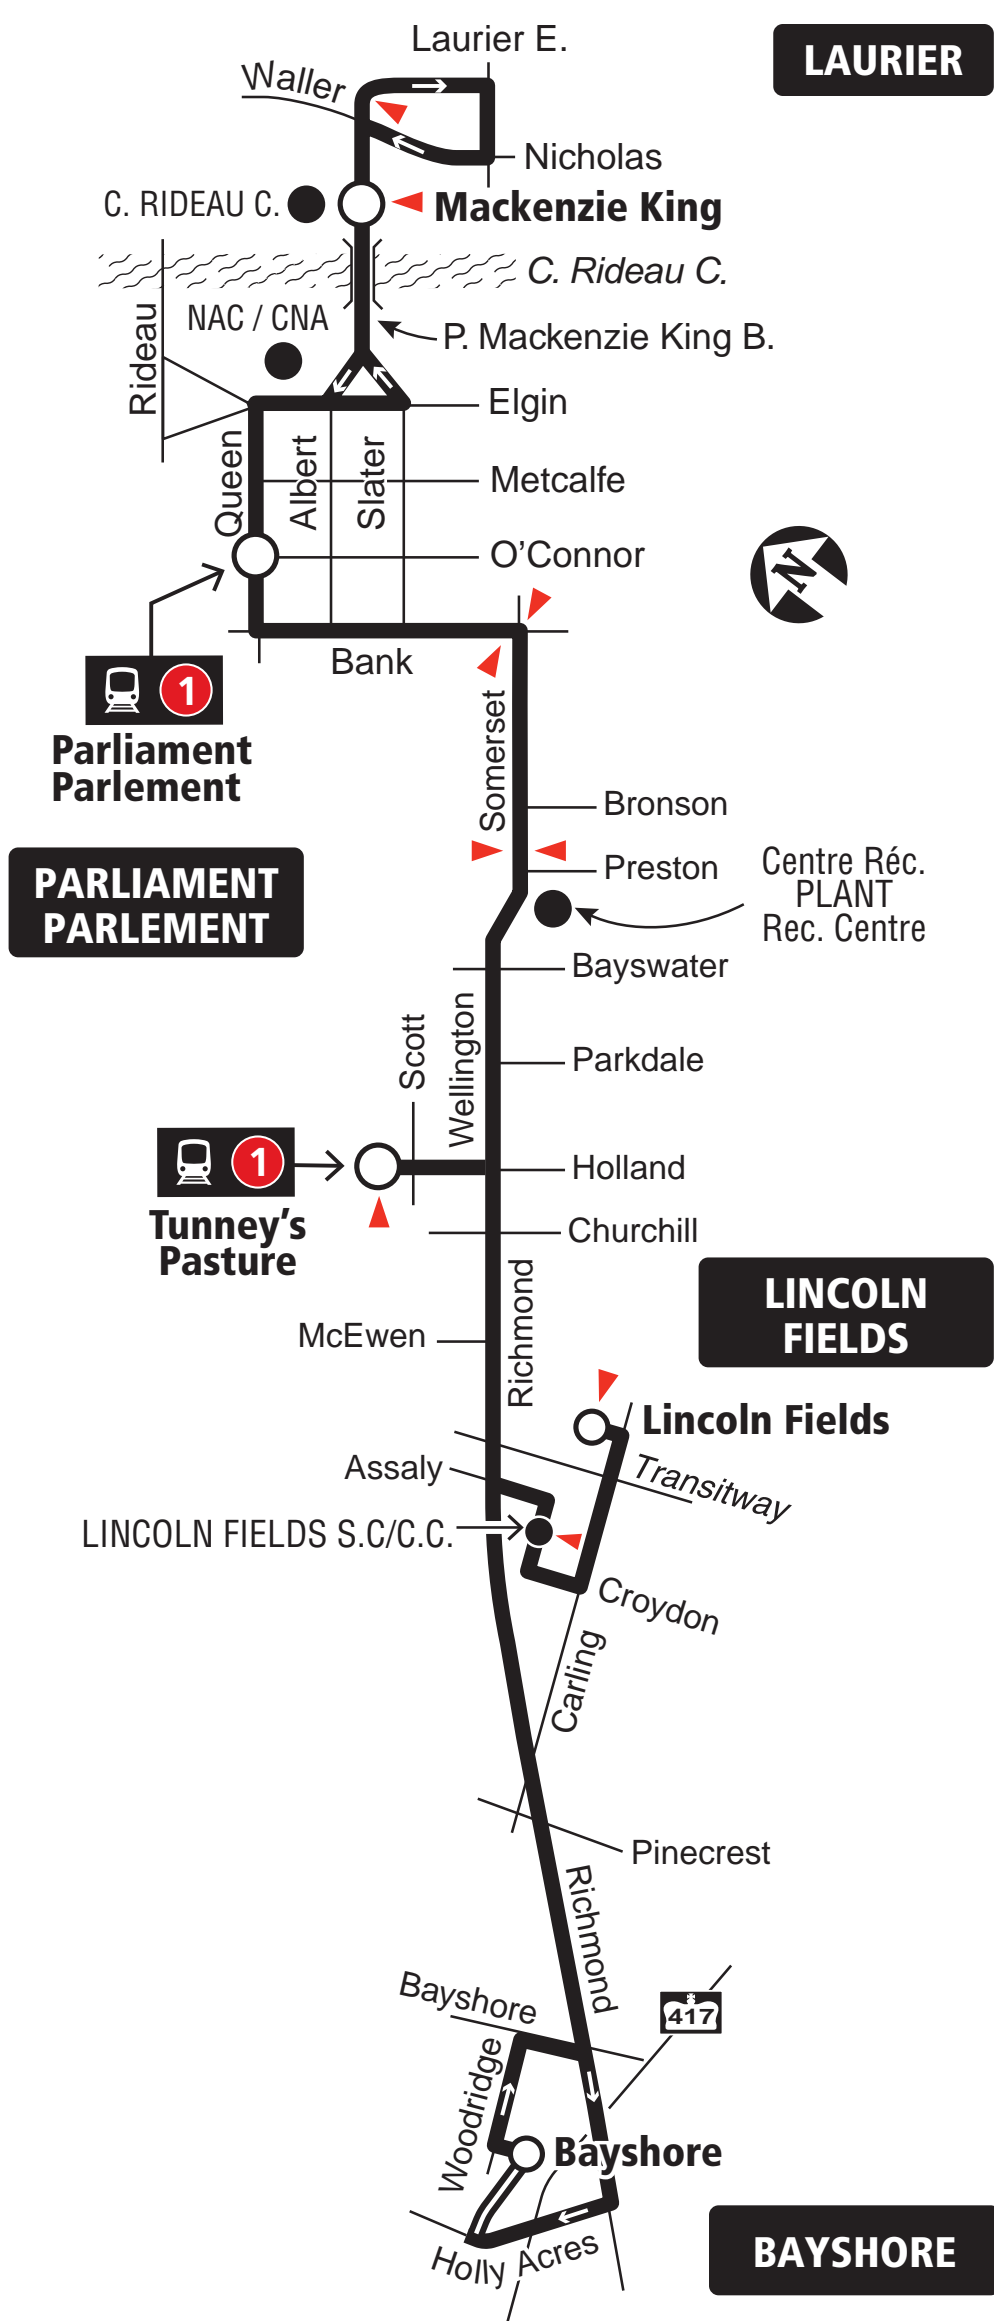 Laurier E.
LAURIER
Waller
Nicholas
C. RIDEAU C.
Mackenzie King
C. Rideau C.
NAC / CNA
P. Mackenzie King B.
Rideau
Elgin
Queen
Albert
Slater
Metcalfe
O'Connor
N
Bank
1
Parliament
Parlement
Somerset
Bronson
PARLIAMENT
PARLEMENT
Preston
Centre Réc.
PLANT
Rec. Centre
Bayswater
Scott
Wellington
Parkdale
1
Tunney's
Pasture
Holland
Churchill
LINCOLN
FIELDS
Richmond
McEwen
Lincoln Fields
Assaly
Transitway
LINCOLN FIELDS S.C/C.C.
Croydon
Carling
Pinecrest
Richmond
Bayshore
417
Woodridge
Bayshore
Holly Acres
BAYSHORE